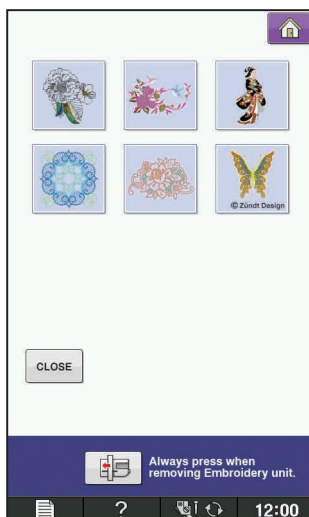 © Zündt Design
CLOSE
Always press when
removing Embroidery unit.
?
12:00